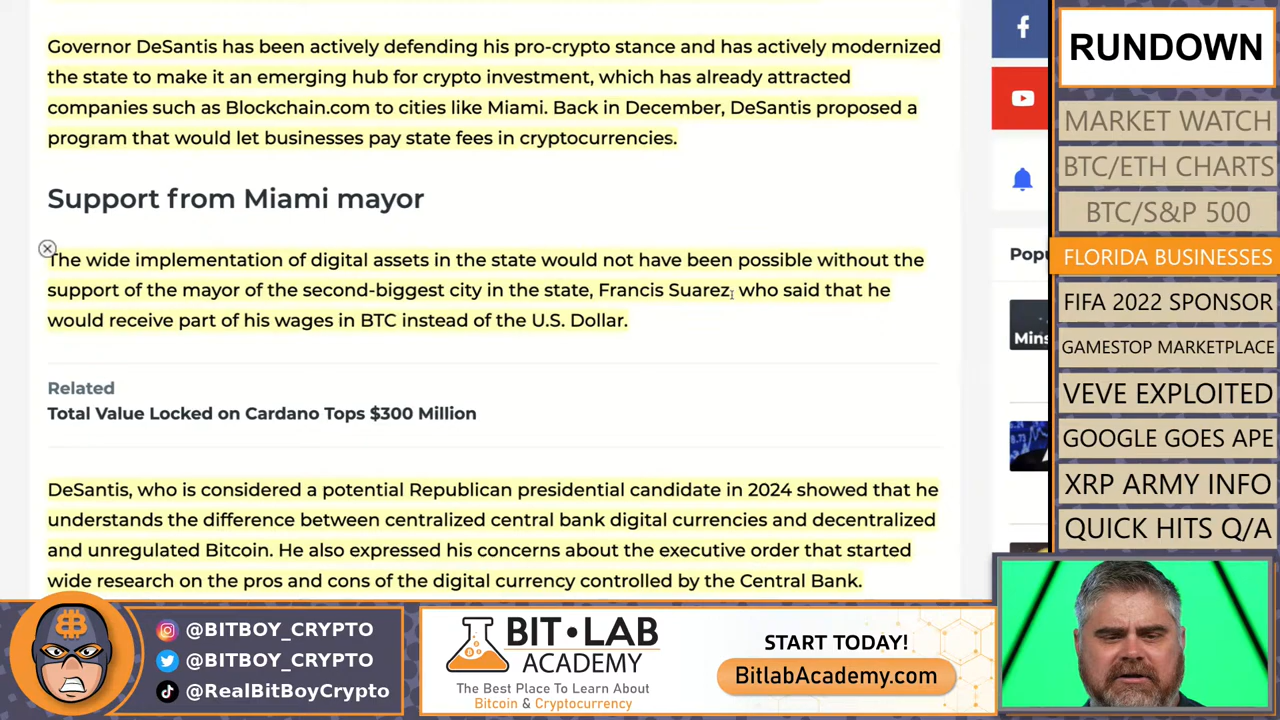 Governor DeSantis has been actively defending his pro-crypto stance and has actively modernized
the state to make it an emerging hub for crypto investment, which has already attracted
companies such as Blockchain.com to cities like Miami. Back in December, DeSantis proposed a
program that would let businesses pay state fees in cryptocurrencies.
Support from Miami mayor
The wide implementation of digital assets in the state would not have been possible without the
support of the mayor of the second-biggest city in the state, Francis Suarez, who said that he
would receive part of his wages in BTC instead of the U.S. Dollar.
Related
Total Value Locked on Cardano Tops $300 Million
DeSantis, who is considered a potential Republican presidential candidate in 2024 showed that he
understands the difference between centralized central bank digital currencies and decentralized
and unregulated Bitcoin. He also expressed his concerns about the executive order that started
wide research on the pros and cons of the digital currency controlled by the Central Bank.
Popu
Mins
RUNDOWN
MARKET WATCH
BTC/ETH CHARTS
BTC/S&P 500
FLORIDA BUSINESSES
FIFA 2022 SPONSOR
GAMESTOP MARKETPLACE
VEVE EXPLOITED
GOOGLE GOES APE
XRP ARMY INFO
QUICK HITS Q/A
@BITBOY_CRYPTO
@BITBOY_CRYPTO
@RealBitBoyCrypto
BIT•LAB
ACADEMY
The Best Place To Learn About
Bitcoin & Cryptocurrency
START TODAY!
BitlabAcademy.com